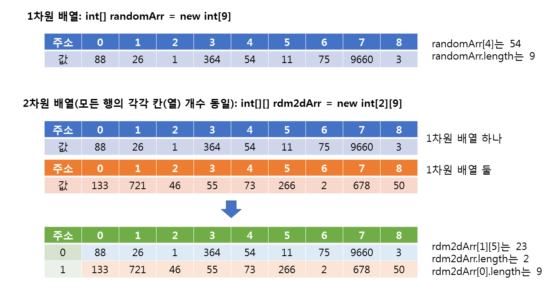 1차원 배열: int[] randomArr = new int[9]
주소 0 1 2 3 4 5 6 7 8
값 88 26 1 364 54 11 75 9660 3
randomArr[4]는 54
randomArr.length는 9
2차원 배열(모든 행의 각각 칸(열) 개수 동일): int[][] rdm2dArr = new int[2][9]
주소 0 1 2 3 4 5 6 7 8
값 88 26 1 364 54 11 75 9660 3
1차원 배열 하나
주소 0 1 2 3 4 5 6 7 8
값 133 721 46 55 73 266 2 678 50
1차원 배열 둘
주소 0 1 2 3 4 5 6 7 8
0 88 26 1 364 54 11 75 9660 3
1 133 721 46 55 73 266 2 678 50
rdm2dArr[1][5]는 23
rdm2dArr.length는 2
rdm2dArr[0].length는 9